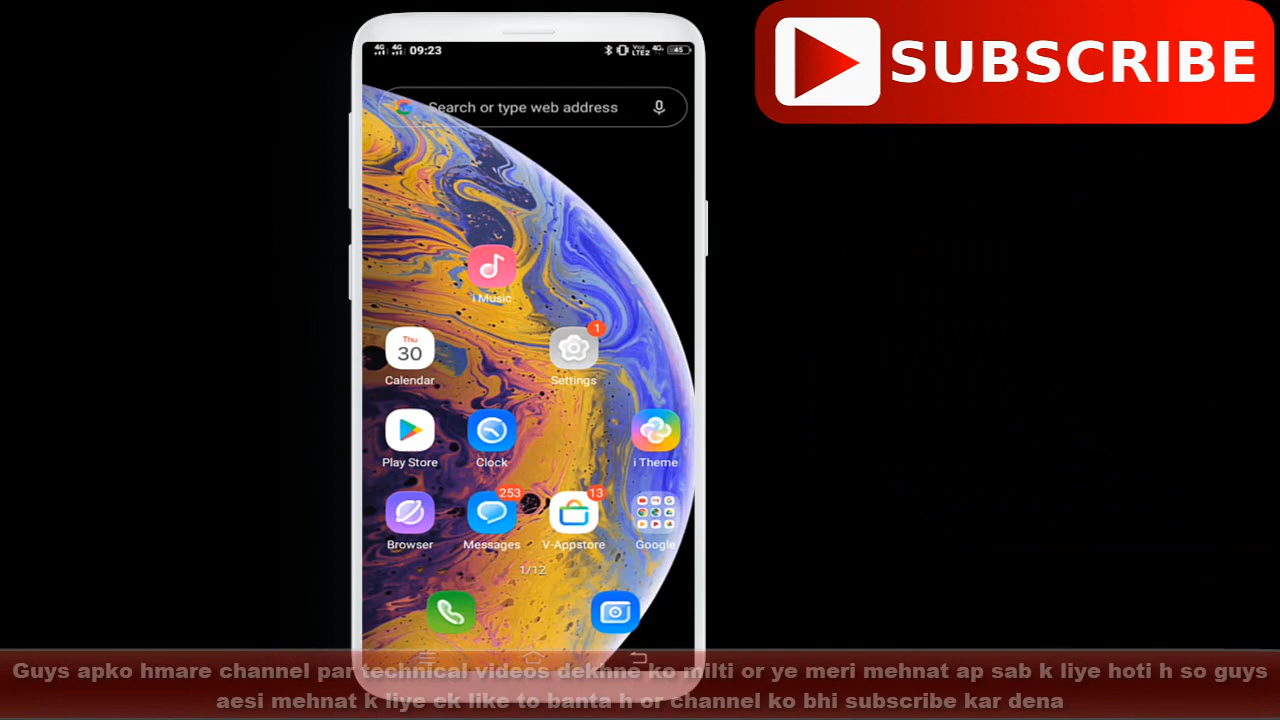 SUBSCRIBE
4G 4G 09:23
VoLTE2 4G 45
Search or type web address
i Music
Thu
30
1
Calendar
Settings
Play Store
Clock
i Theme
253
13
Browser
Messages
V-Appstore
Google
1/12
Guys apko hmare channel par technical videos dekhne ko milti or ye meri mehnat ap sab k liye hoti h so guys
aesi mehnat k liye ek like to banta h or channel ko bhi subscribe kar dena